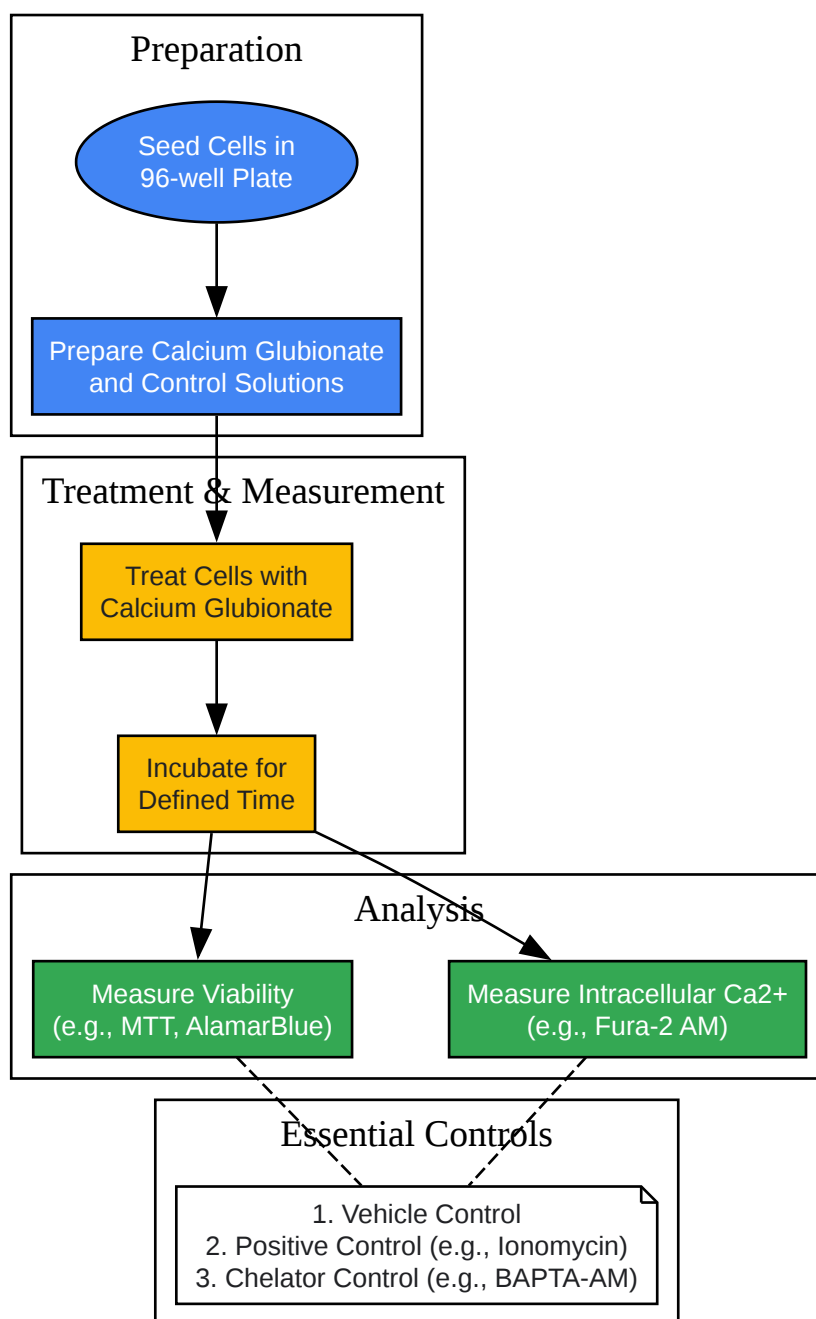 Preparation
Seed Cells in
96-well Plate
Prepare Calcium Glubionate
and Control Solutions
Treatment & Measurement
Treat Cells with
Calcium Glubionate
Incubate for
Defined Time
Analysis
Measure Viability
(e.g., MTT, AlamarBlue)
Measure Intracellular Ca2+
(e.g., Fura-2 AM)
Essential Controls
1. Vehicle Control
2. Positive Control (e.g., Ionomycin)
3. Chelator Control (e.g., BAPTA-AM)